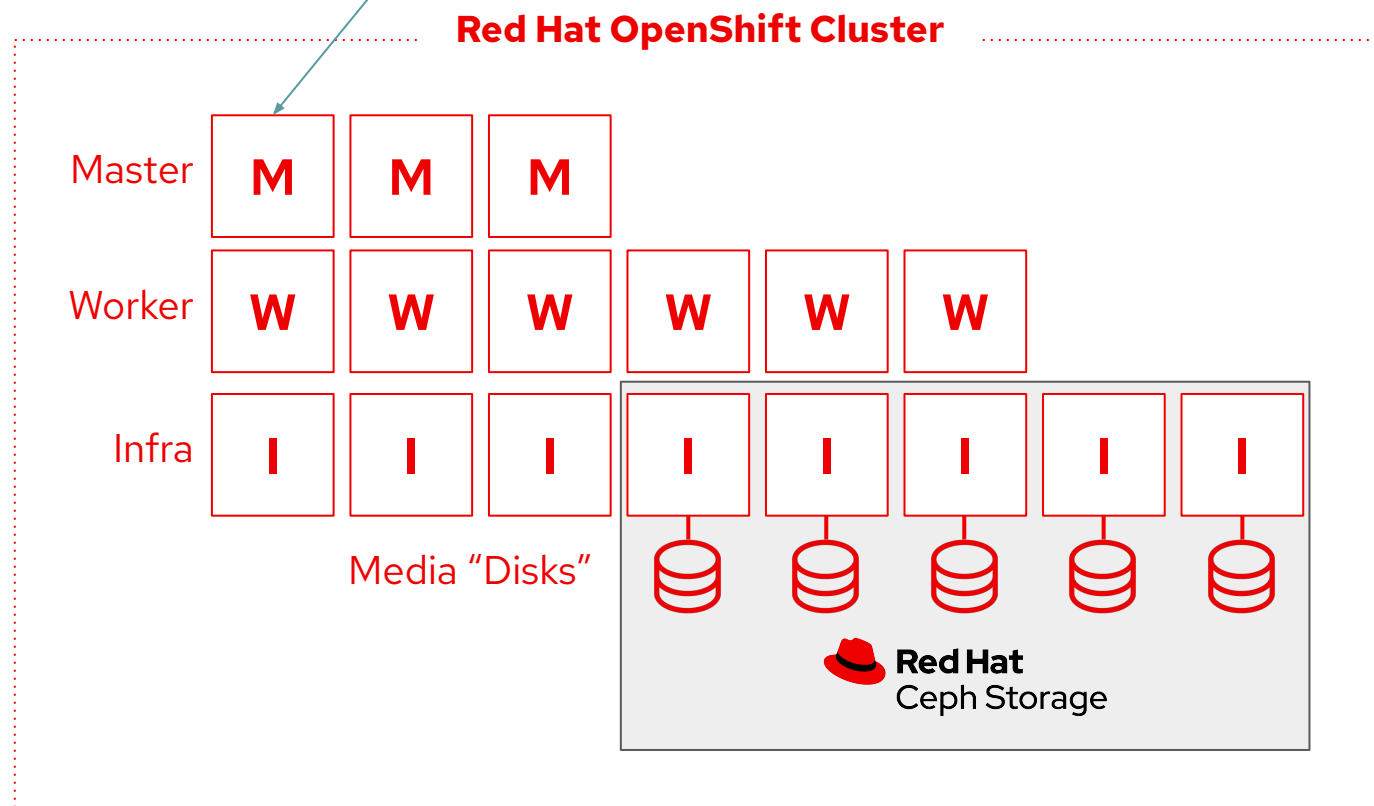 Red Hat OpenShift Cluster
Master M M M
Worker W W W W W W
Infra I I I I I I I I
Media “Disks”
Red Hat
Ceph Storage